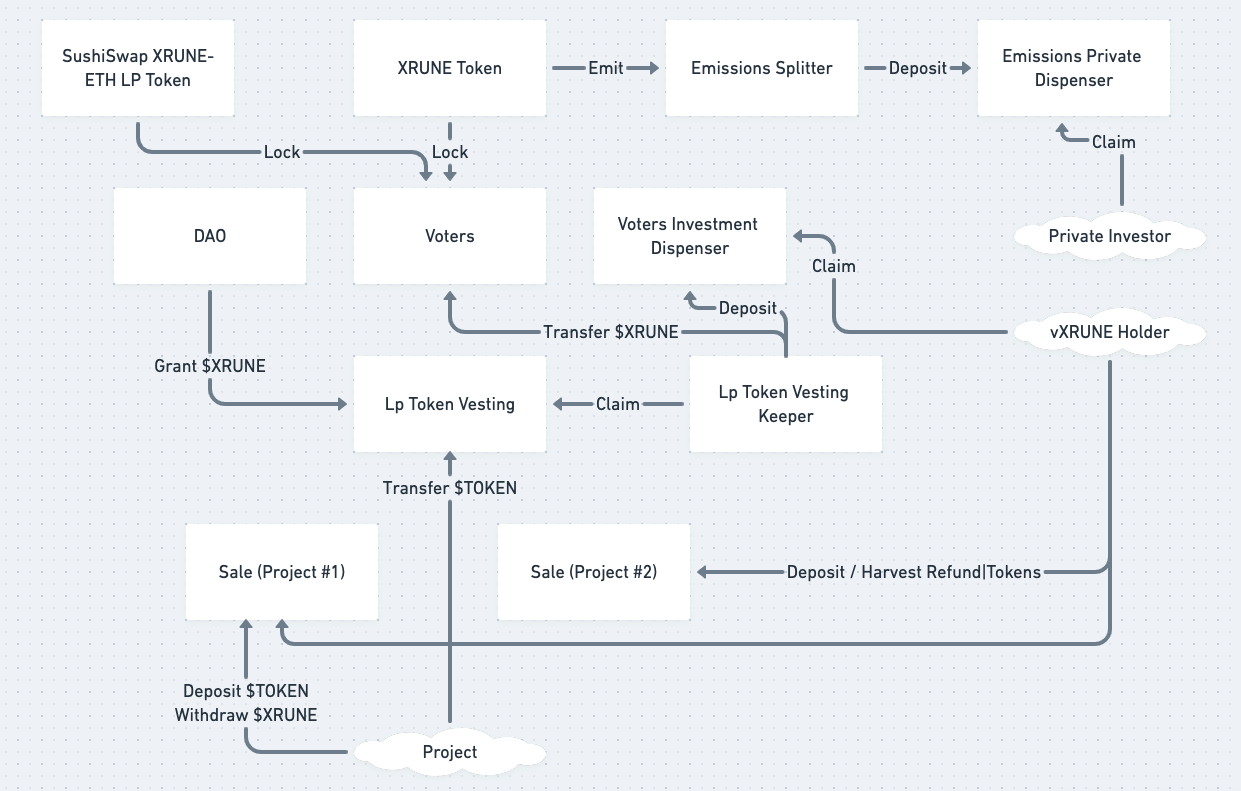 SushiSwap XRUNE-
ETH LP Token
XRUNE Token
Emit
Emissions Splitter
Deposit
Emissions Private
Dispenser
Lock
Lock
Claim
DAO
Voters
Voters Investment
Dispenser
Private Investor
Claim
Deposit
Transfer $XRUNE
vXRUNE Holder
Grant $XRUNE
Lp Token Vesting
Claim
Lp Token Vesting
Keeper
Transfer $TOKEN
Sale (Project #1)
Sale (Project #2)
Deposit / Harvest Refund|Tokens
Deposit $TOKEN
Withdraw $XRUNE
Project